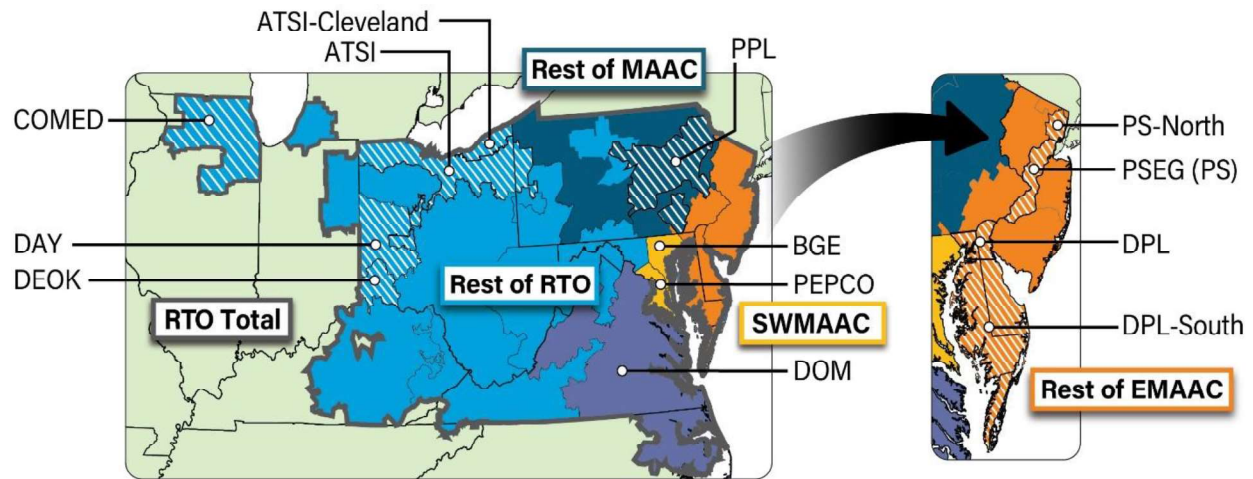 ATSI-Cleveland
ATSI
PPL
Rest of MAAC
COMED
PS-North
PSEG (PS)
DAY
BGE
DPL
DEOK
Rest of RTO
PEPCO
RTO Total
SWMAAC
DPL-South
DOM
Rest of EMAAC